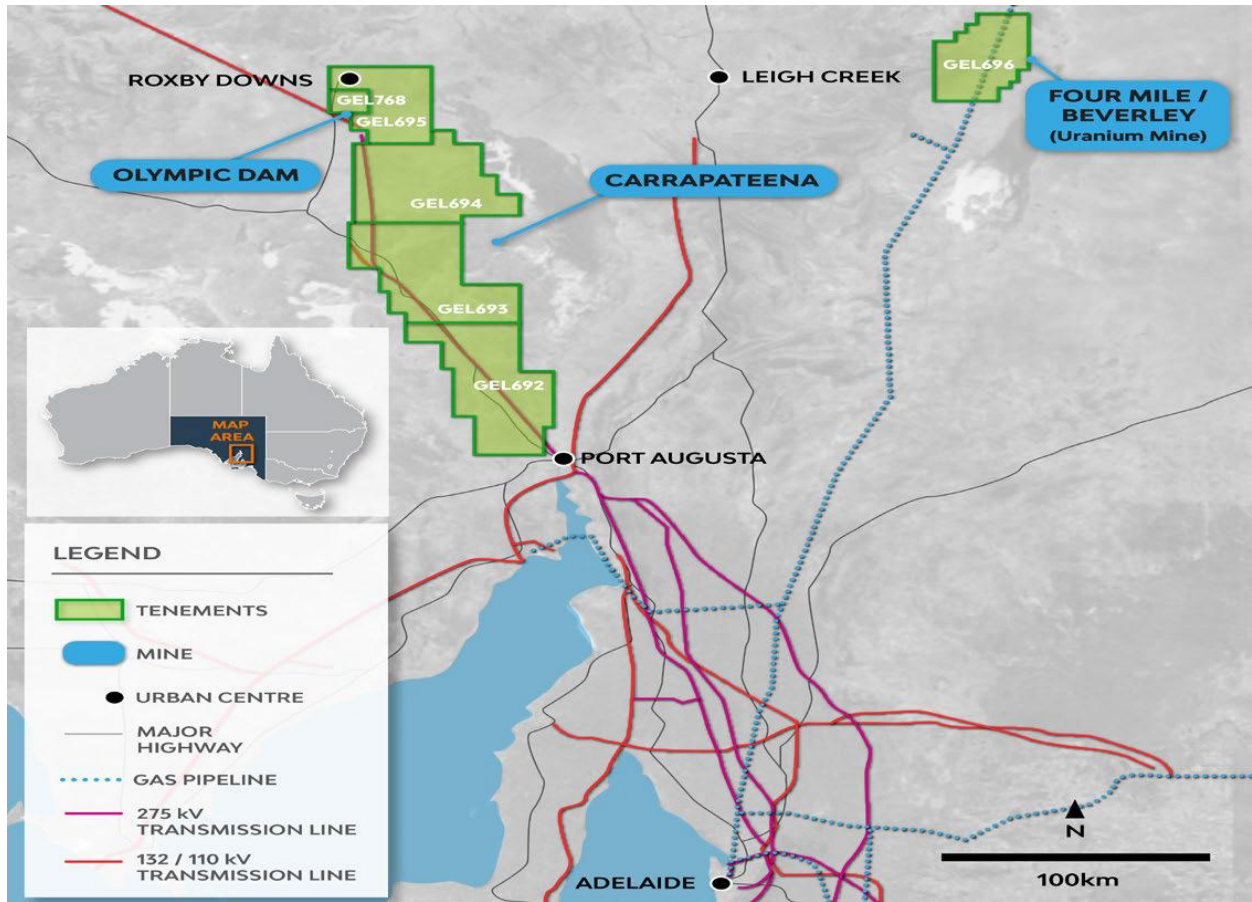 ROXBY DOWNS
GEL768
GEL695
OLYMPIC DAM
GEL694
LEIGH CREEK
CARRAPATEENA
GEL696
FOUR MILE /
BEVERLEY
(Uranium Mine)
GEL693
GEL692
PORT AUGUSTA
MAP
AREA
LEGEND
TENEMENTS
MINE
URBAN CENTRE
MAJOR
HIGHWAY
GAS PIPELINE
275 kV
TRANSMISSION LINE
132 / 110 kV
TRANSMISSION LINE
ADELAIDE
N
100km